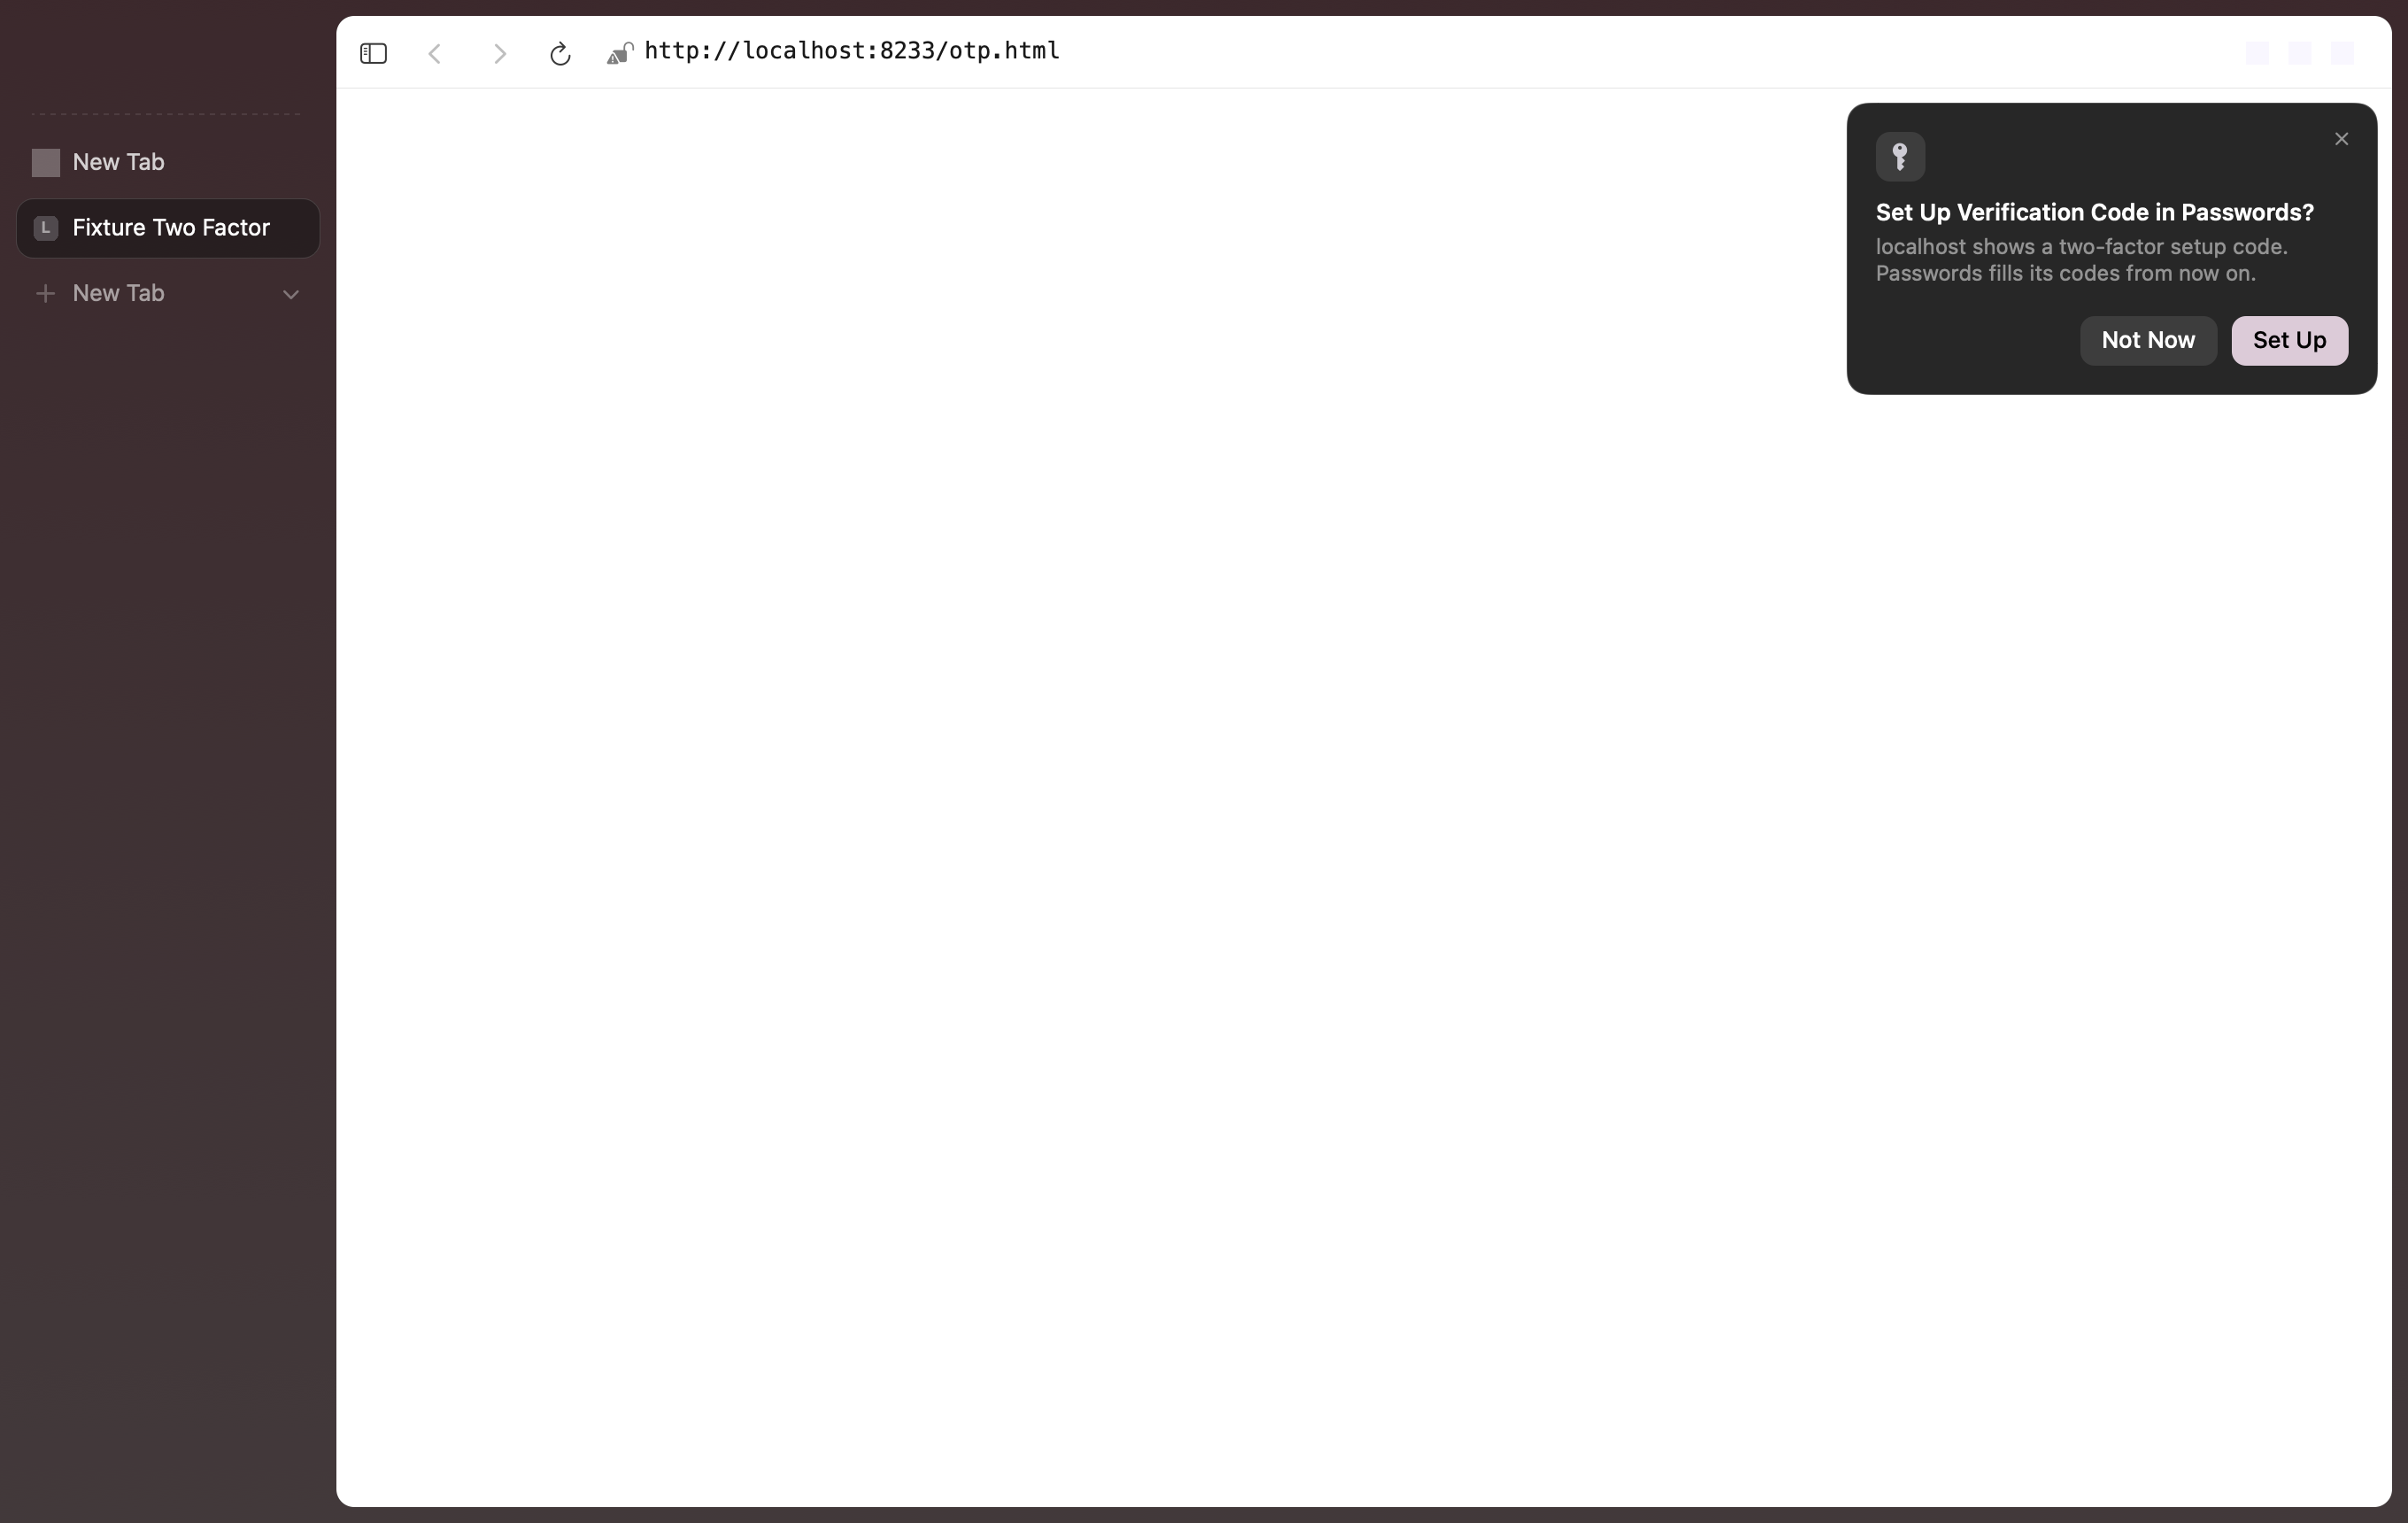 http://localhost:8233/otp.html
New Tab
L Fixture Two Factor
New Tab
Set Up Verification Code in Passwords?
localhost shows a two-factor setup code.
Passwords fills its codes from now on.
Not Now
Set Up